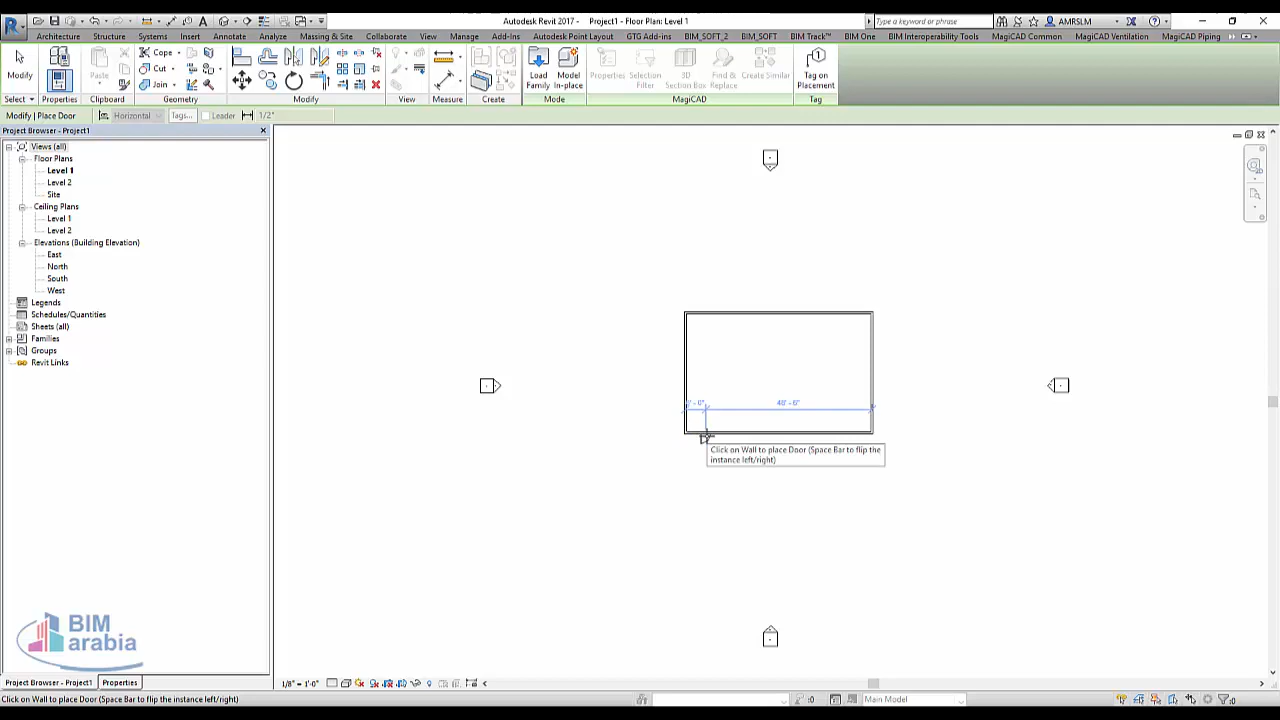 Autodesk Revit 2017 -    Project1 - Floor Plan: Level 1
Type a keyword or phrase
AMRSLM
Architecture
Structure
Systems
Insert
Annotate
Analyze
Massing & Site
Collaborate
View
Manage
Add-Ins
Autodesk Point Layout
GTG Add-ins
BIM_SOFT_2
BIM_SOFT
BIM Track™
BIM One
BIM Interoperability Tools
MagiCAD Common
MagiCAD Ventilation
MagiCAD Piping
Modify
Paste
Cope
Cut
Join
Load Family
Model In-place
Properties
Selection Filter
3D Section Box
Find & Replace
Create Similar
Tag on Placement
Select
Properties
Clipboard
Geometry
Modify
View
Measure
Create
Mode
MagiCAD
Tag
Modify | Place Door
Horizontal
Tags...
Leader
1/2"
Project Browser - Project1
Views (all)
Floor Plans
Level 1
Level 2
Site
Ceiling Plans
Level 1
Level 2
Elevations (Building Elevation)
East
North
South
West
Legends
Schedules/Quantities
Sheets (all)
Families
Groups
Revit Links
Click on Wall to place Door (Space Bar to flip the
instance left/right)
BIM
arabia
Project Browser - Project1
Properties
1/8" = 1'-0"
Click on Wall to place Door (Space Bar to flip the instance left/right)
:0
Main Model
:0